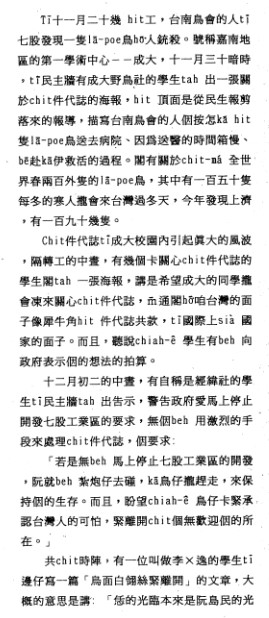 Tī十一月二十幾 hit工，台南鳥會的人tī
七股發現一隻lā-poe鳥hō͘人銃殺。號稱嘉南地
區的第一學術中心——成大，十一月三十暗時
，tī民主牆有成大野鳥社的學生tah 出一張關
於chit件代誌的海報，hit 頂面是從民生報剪
落來的報導，描寫台南鳥會的人個按怎kā hit
隻lā-poe鳥送去病院、因爲送醫的時間傷慢、
bē赴kā伊救活的過程。閣有關於chit-má 全世
界春兩百外隻的lā-poe鳥，其中有一百五十隻
每冬的寒人攏會來台灣過冬天，今年發現上濟
，有一百九十幾隻。
Chit件代誌tī成大校園內引起眞大的風波
，隔轉工的中晝，有幾個卡關心chit件代誌的
學生閣tah 一張海報，講是希望成大的同學攏
會凍來關心chit件代誌，m̄通閣hō͘咱台灣的面
子像犀牛角hit 件代誌共款，tī國際上sià 國
家的面子。而且，聽說chiah-ê 學生有beh 向
政府表示個的想法的拍算。
十二月初二的中晝，有自稱是經緯社的學
生tī民主牆tah 出告示，警告政府愛馬上停止
開發七股工業區的要求，無個beh 用激烈的手
段來處理chit件代誌，個要求：
「若是無beh 馬上停止七股工業區的開發
，阮就beh 紮炮仔去碰，kā鳥仔攏趕走，來保
持個的生存。而且，盼望chiah-ê 鳥仔卡緊承
認台灣人的可怕，緊離開chit個無歡迎個的所
在。」
共chit時陣，有一位叫做李×逸的學生tī
邊仔寫一篇「烏面白翎絲緊離開」的文章，大
概的意思是講：「恁的光臨本來是阮島民的光